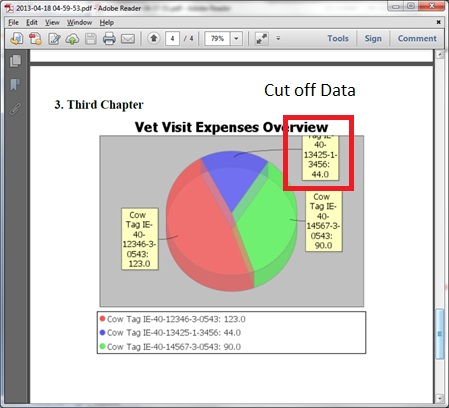 2013-04-18 04-59-53.pdf - Adobe Reader
File Edit View Window Help
4 / 4 79% Tools Sign Comment
Cut off Data
3. Third Chapter
Vet Visit Expenses Overview
Tag IE-
40-
13425-1-
3456:
44.0
Cow
Tag IE-
40-
14567-3-
0543:
90.0
Cow
Tag IE-
40-
12346-3-
0543:
123.0
Cow Tag IE-40-12346-3-0543: 123.0
Cow Tag IE-40-13425-1-3456: 44.0
Cow Tag IE-40-14567-3-0543: 90.0